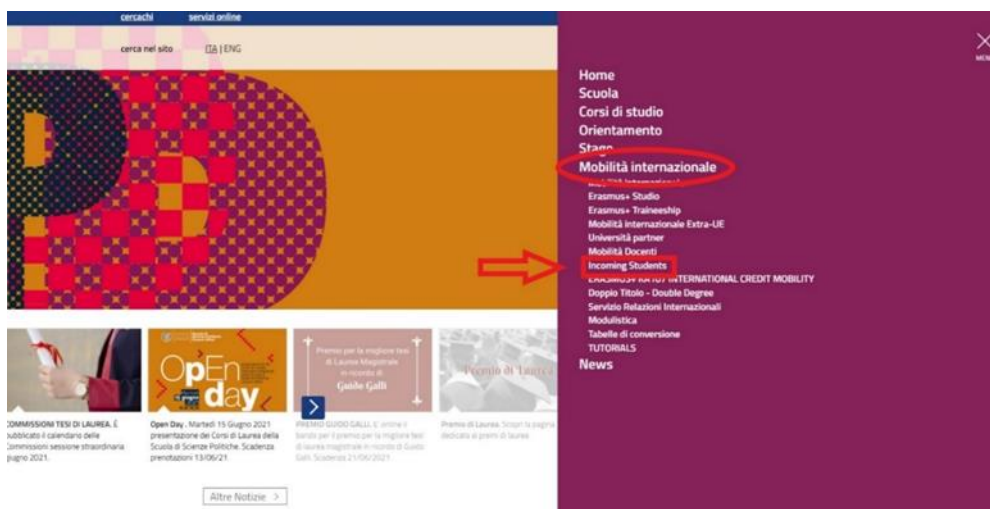 cercachi servizi online
cerca nel sito ITA | ENG
MENU
Home
Scuola
Corsi di studio
Orientamento
Stage
Mobilità internazionale
Erasmus+ Studio
Erasmus+ Traineeship
Mobilità Internazionale Extra-UE
Università partner
Mobilità Docenti
Incoming Students
ERASMUS+ KA107 INTERNATIONAL CREDIT MOBILITY
Doppio Titolo - Double Degree
Servizio Relazioni Internazionali
Modulistica
Tabelle di conversione
TUTORIALS
News
OpEn
day
Premio per la migliore tesi
di Laurea Magistrale
in ricordo di
Guido Galli
Premio di Laurea
COMMISSIONI TESI DI LAUREA. È
pubblicato il calendario delle
Commissioni sessione straordinaria
giugno 2021.
Open Day. Martedì 15 Giugno 2021
presentazione dei Corsi di Laurea della
Scuola di Scienze Politiche. Scadenza
prenotazioni 13/06/21
PREMIO GUIDO GALLI. È online il
bando per il premio per la migliore tesi
di laurea magistrale in ricordo di Guido
Galli. Scadenza 21/06/2021
Premio di Laurea. Scopri la pagina
dedicata ai premi di laurea
Altre Notizie >